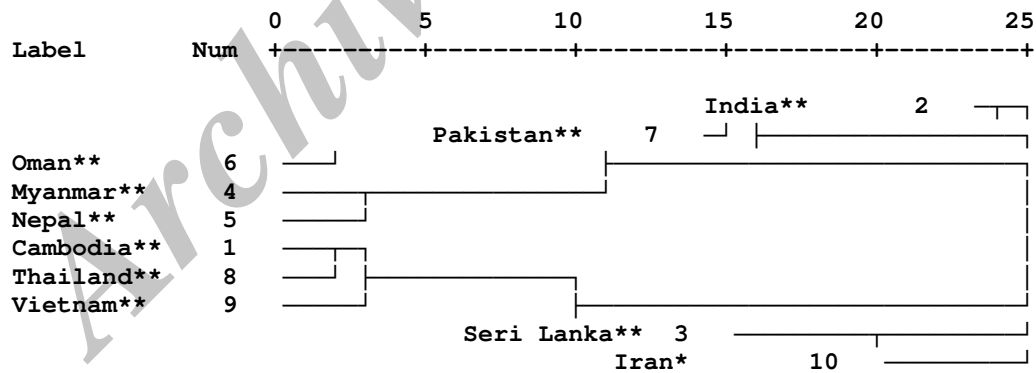 0 5 10 15 20 25
Label Num +---------+---------+---------+---------+---------+
India** 2
Pakistan** 7
Oman** 6
Myanmar** 4
Nepal** 5
Cambodia** 1
Thailand** 8
Vietnam** 9
Seri Lanka** 3
Iran* 10
Archiv